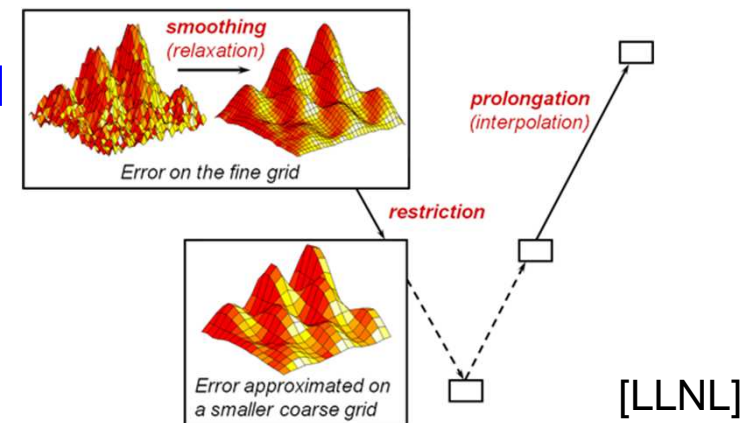 smoothing
(relaxation)
Error on the fine grid
prolongation
(interpolation)
restriction
Error approximated on
a smaller coarse grid
[LLNL]